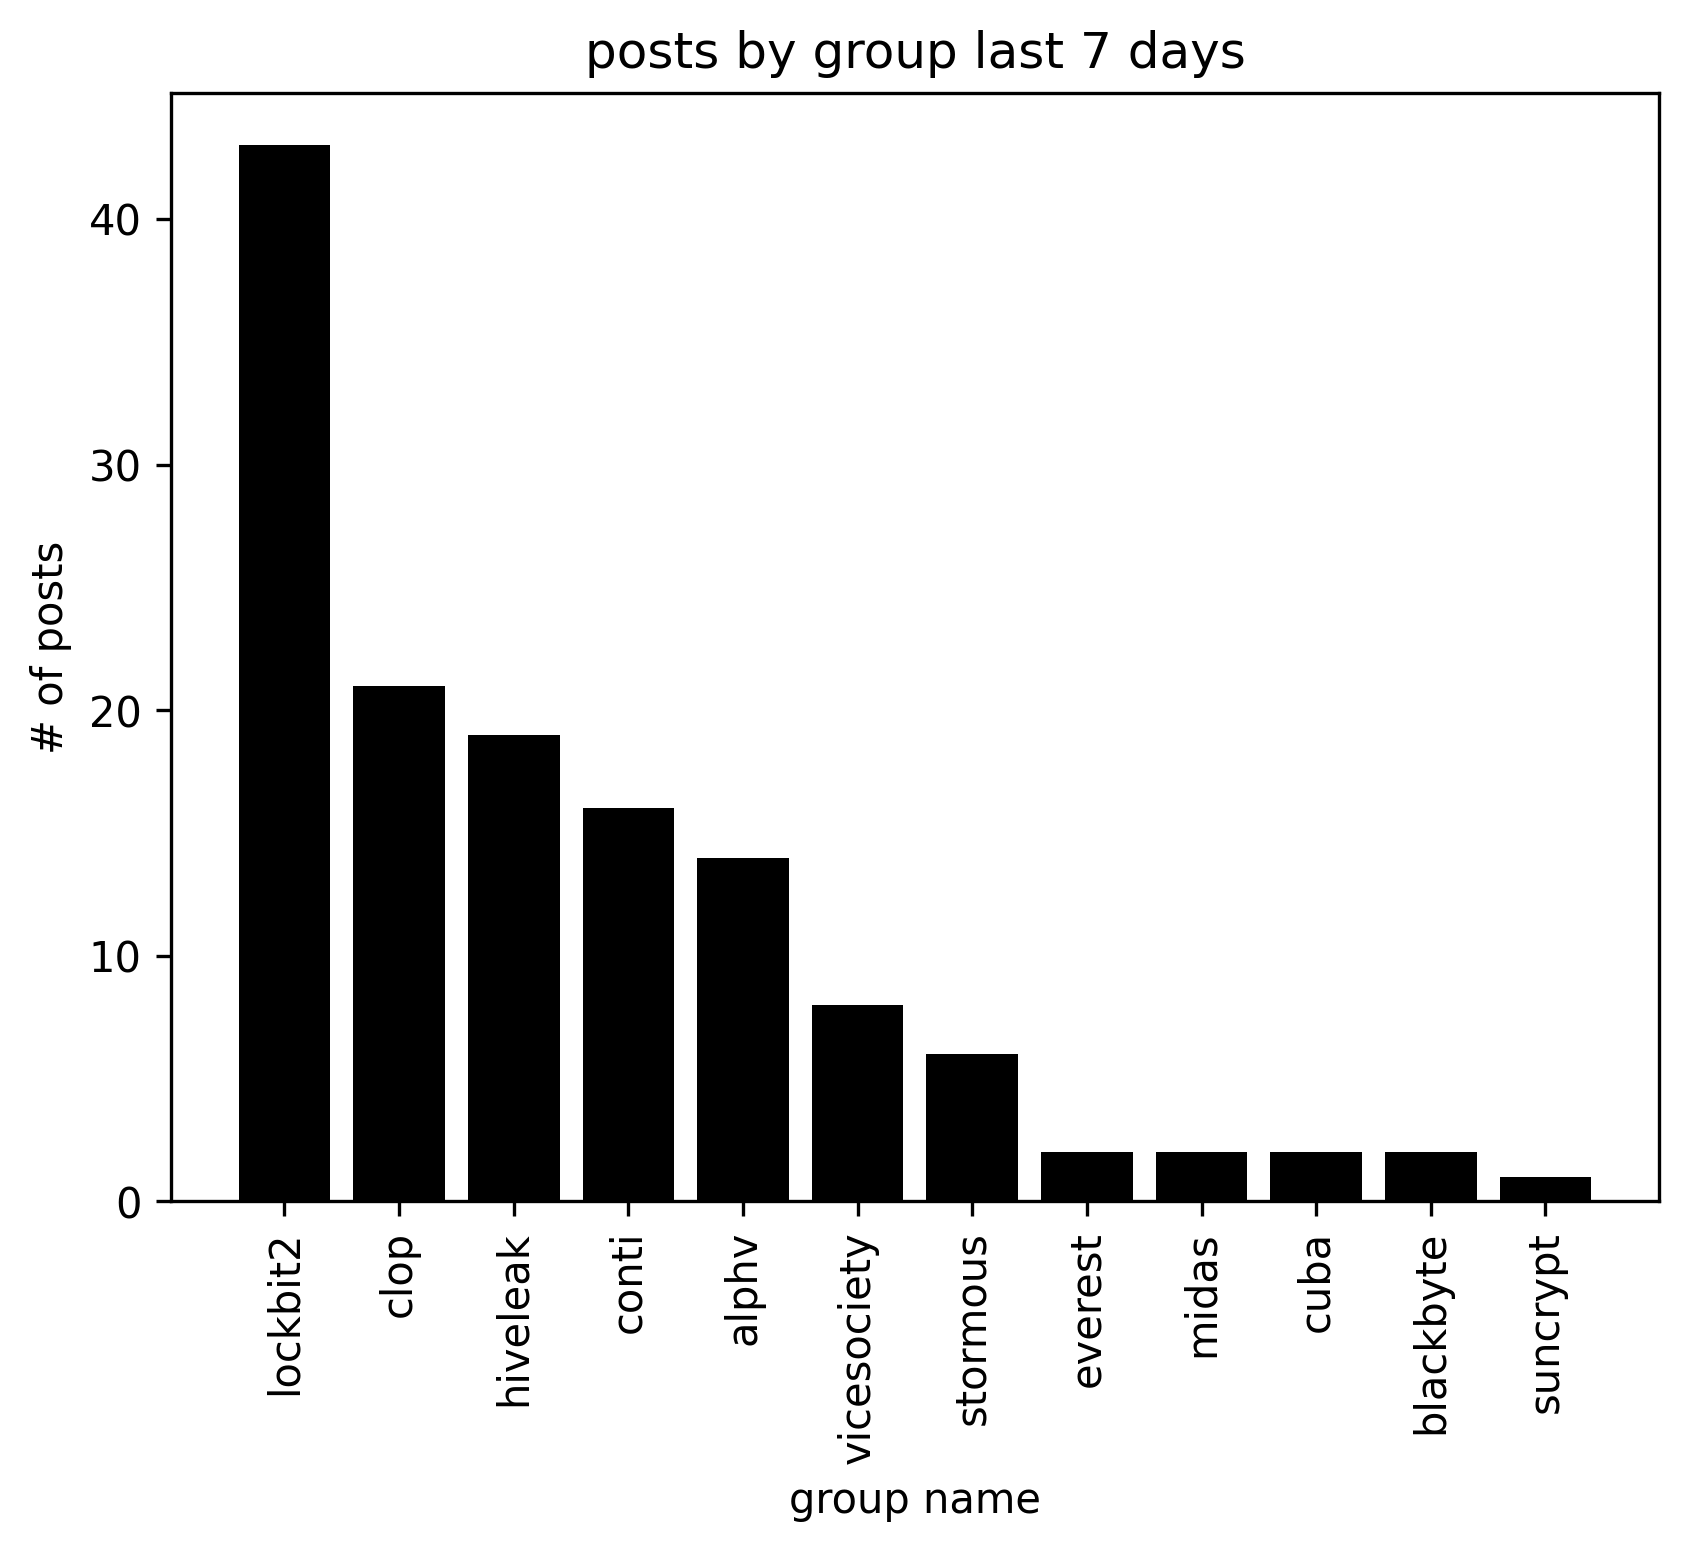 posts by group last 7 days
# of posts
40
30
20
10
0
lockbit2
clop
hiveleak
conti
alphv
vicesociety
stormous
everest
midas
cuba
blackbyte
suncrypt
group name